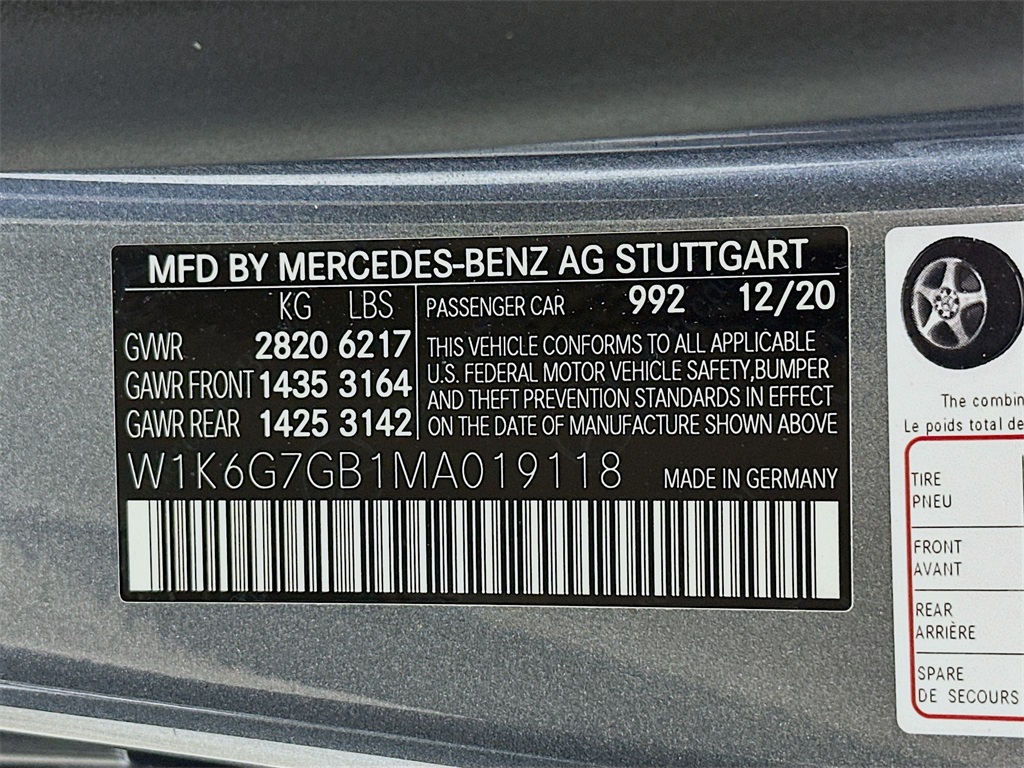 MFD BY MERCEDES-BENZ AG STUTTGART
KG LBS
GVWR 2820 6217
GAWR FRONT 1435 3164
GAWR REAR 1425 3142
PASSENGER CAR 992 12/20
THIS VEHICLE CONFORMS TO ALL APPLICABLE
U.S. FEDERAL MOTOR VEHICLE SAFETY,BUMPER
AND THEFT PREVENTION STANDARDS IN EFFECT
ON THE DATE OF MANUFACTURE SHOWN ABOVE
W1K6G7GB1MA019118 MADE IN GERMANY
The combin
Le poids total de
TIRE
PNEU
FRONT
AVANT
REAR
ARRIÈRE
SPARE
DE SECOURS